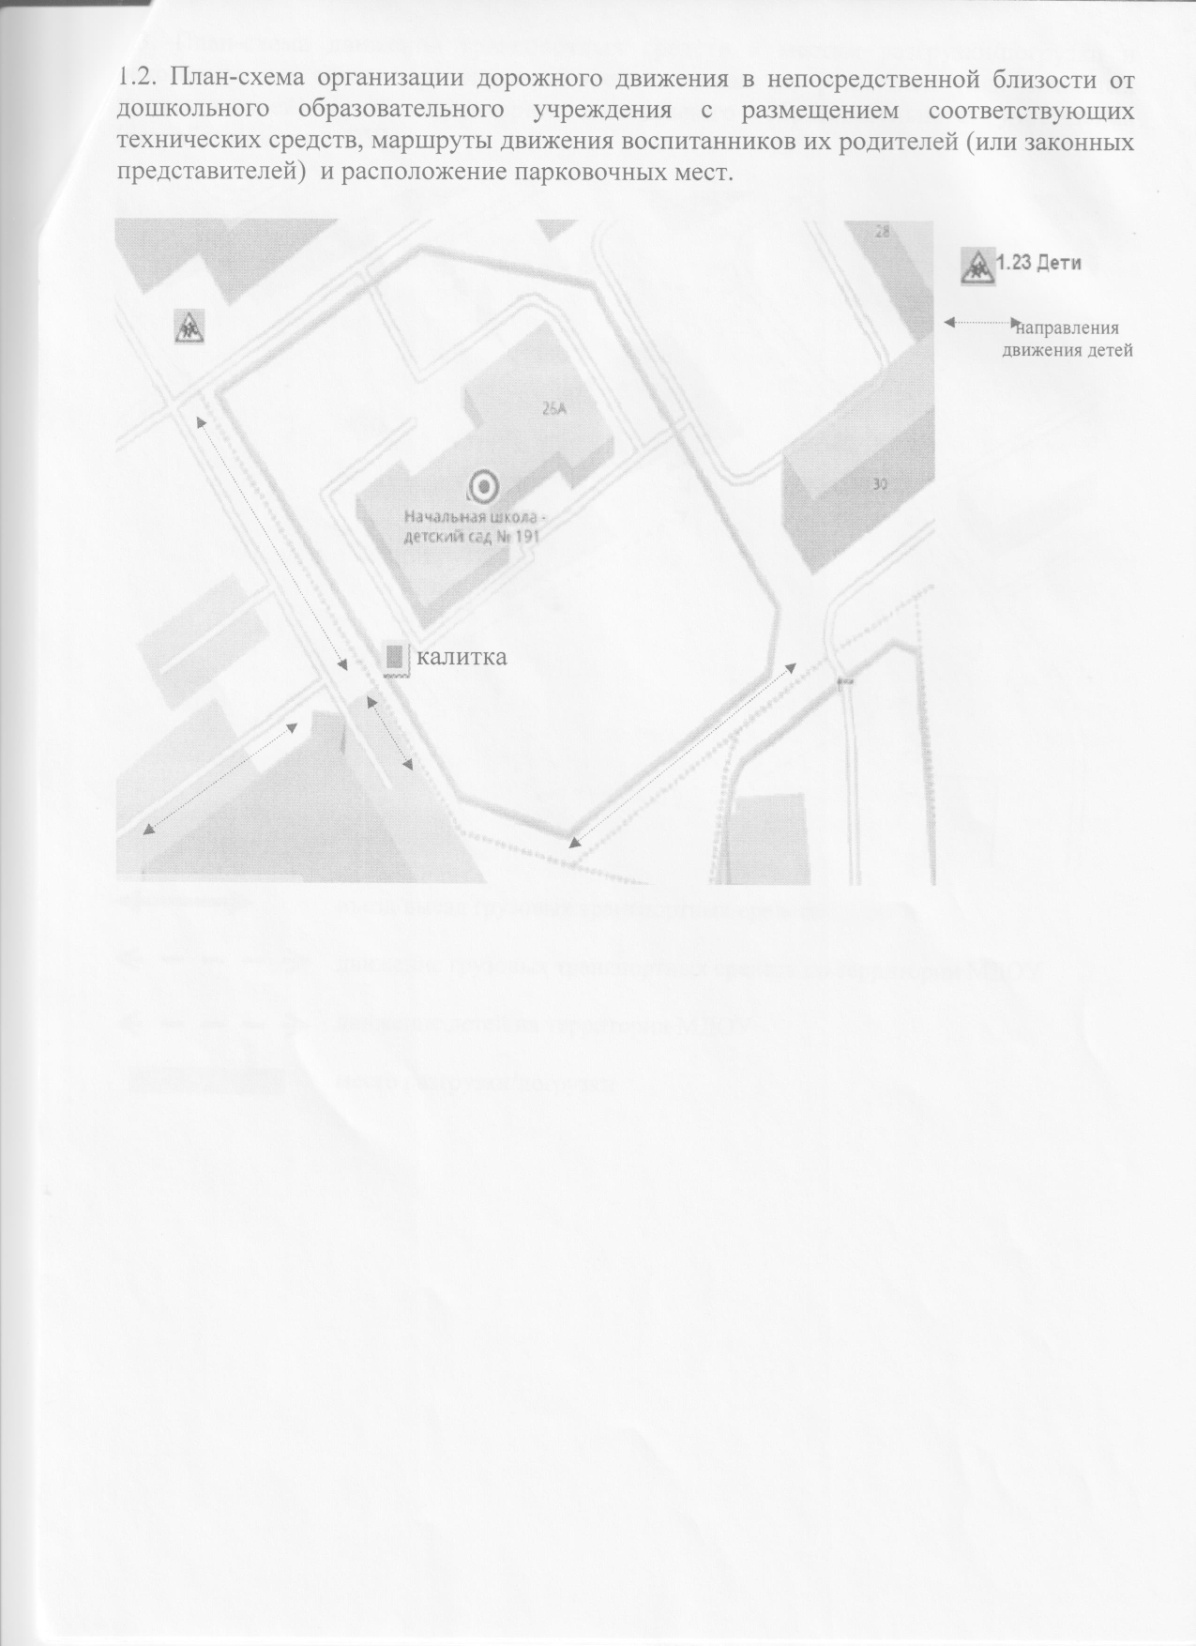 1.2. План-схема организации дорожного движения в непосредственной близости от
дошкольного образовательного учреждения с размещением соответствующих
технических средств, маршруты движения воспитанников их родителей (или законных
представителей) и расположение парковочных мест.
28
1.23 Дети
направления
движения детей
26А
30
Начальная школа -
детский сад № 191
калитка